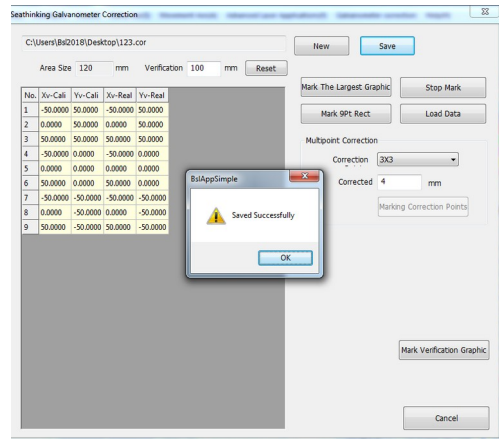 Seathinking Galvanometer Correction
C:\Users\Bsl2018\Desktop\123.cor
New
Save
Area Size 120 mm Verification 100 mm Reset
Mark The Largest Graphic
Stop Mark
Mark 9Pt Rect
Load Data
No. Xv-Cali Yv-Cali Xv-Real Yv-Real
1 -50.0000 50.0000 -50.0000 50.0000
2 0.0000 50.0000 0.0000 50.0000
3 50.0000 50.0000 50.0000 50.0000
4 -50.0000 0.0000 -50.0000 0.0000
5 0.0000 0.0000 0.0000 0.0000
6 50.0000 0.0000 50.0000 0.0000
7 -50.0000 -50.0000 -50.0000 -50.0000
8 0.0000 -50.0000 0.0000 -50.0000
9 50.0000 -50.0000 50.0000 -50.0000
Multipoint Correction
Correction 3X3
Corrected 4 mm
Marking Correction Points
BslAppSimple
Saved Successfully
OK
Mark Verification Graphic
Cancel